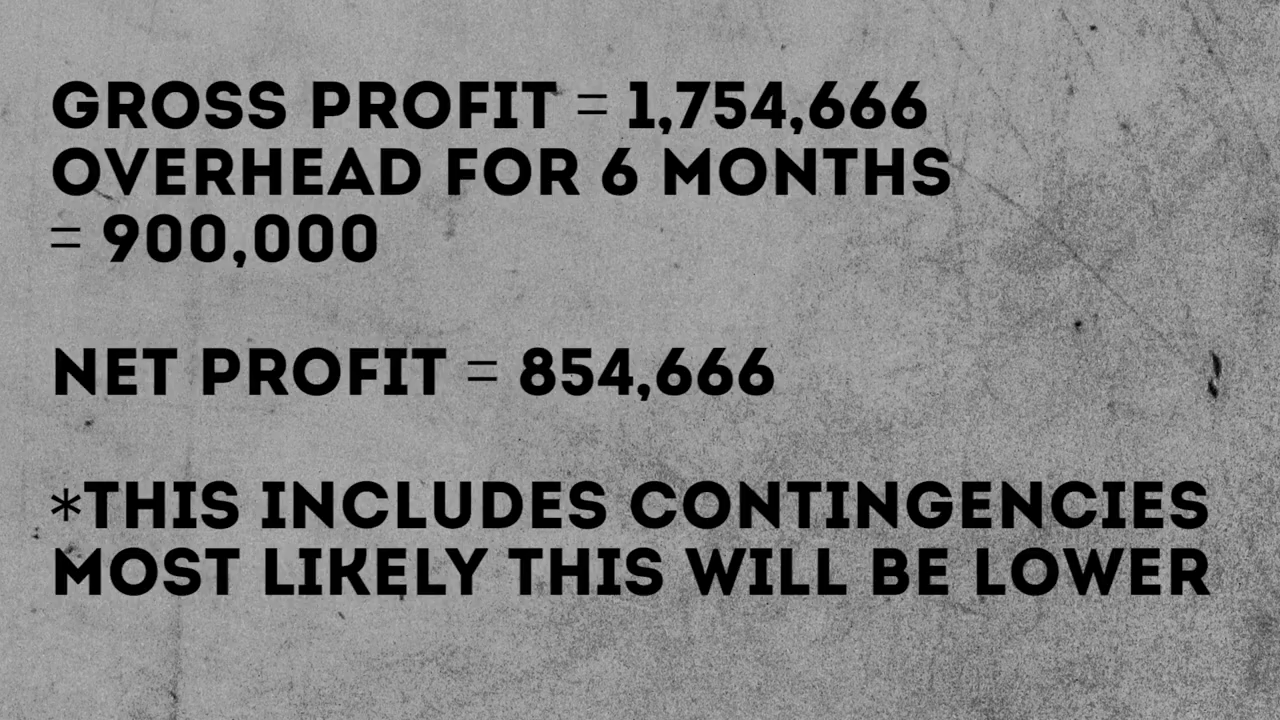 GROSS PROFIT = 1,754,666
OVERHEAD FOR 6 MONTHS
= 900,000
NET PROFIT = 854,666
*THIS INCLUDES CONTINGENCIES
MOST LIKELY THIS WILL BE LOWER